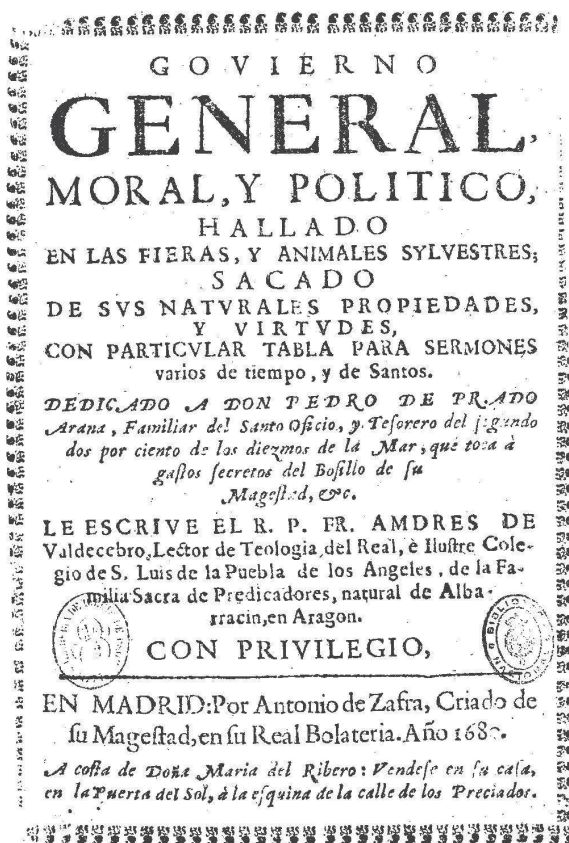 GOVIERNO
GENERAL,
MORAL, Y POLITICO,
HALLADO
EN LAS FIERAS, Y ANIMALES SYLVESTRES;
SACADO
DE SVS NATVRALES PROPIEDADES,
Y VIRTVDES,
CON PARTICVLAR TABLA PARA SERMONES
varios de tiempo, y de Santos.
DEDICADO A DON PEDRO DE PRADO
Arana, Familiar del Santo Oficio, y Teſorero del ſegundo
dos por ciento de los diezmos de la Mar, que toca à
gaſtos ſecretos del Bolſillo de ſu
Mageſtad, &c.
LE ESCRIVE EL R. P. FR. AMDRES DE
Valdecebro, Lector de Teologia del Real, è Iluſtre Cole-
gio de S. Luis de la Puebla de los Angeles, de la Fa-
milia Sacra de Predicadores, natural de Alba-
rracin, en Aragon.
CON PRIVILEGIO,
EN MADRID: Por Antonio de Zafra, Criado de
ſu Mageſtad, en ſu Real Bolateria. Año
A coſta de Doña Maria del Ribero: Vendeſe en ſu caſa,
en la Puerta del Sol, à la eſquina de la calle de los Preciados.